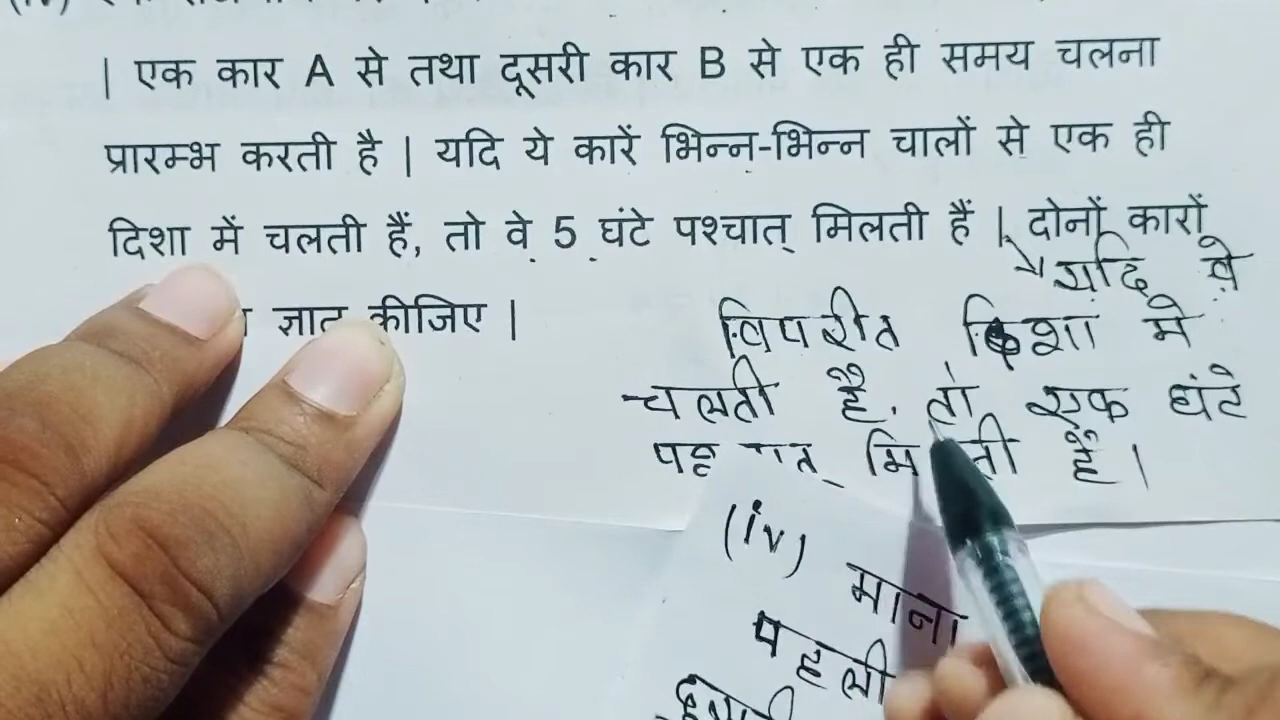 | एक कार A से तथा दूसरी कार B से एक ही समय चलना
प्रारम्भ करती है | यदि ये कारें भिन्न-भिन्न चालों से एक ही
दिशा में चलती हैं, तो वे 5 घंटे पश्चात् मिलती हैं | दोनों कारों
यदि वे
ज्ञात कीजिए |
विपरीत दिशा मे
चलती हैं. तो एक घंटे
मिलती हैं।
(iv) माना
पहली